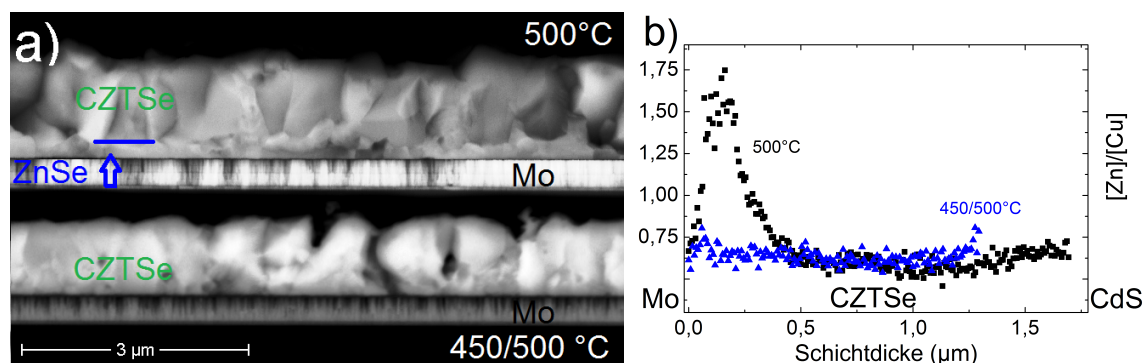 a)
500°C
CZTSe
ZnSe
Mo
CZTSe
Mo
3 µm
450/500 °C
b)
1,75
1,50
1,25
1,00
0,75
[Zn]/[Cu]
500°C
450/500°C
Mo
CZTSe
CdS
0,0
0,5
1,0
1,5
Schichtdicke (µm)